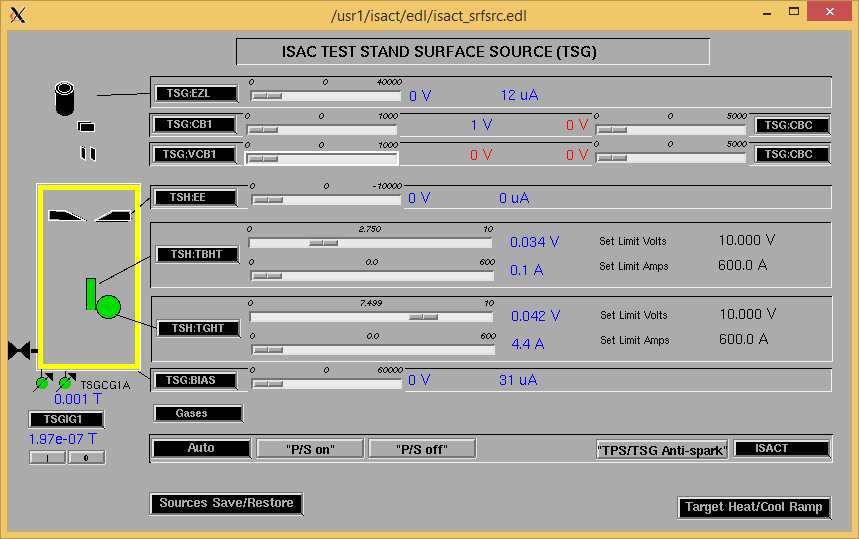 /usr1/isact/edl/isact_srfsrc.edl
ISAC TEST STAND SURFACE SOURCE (TSG)
0 0 40000
TSG:EZL 0 V 12 uA
0 1000 0 5000
TSG:CB1 1 V 0 V TSG:CBC
0 1000 0 5000
TSG:VCB1 0 V 0 V TSG:CBC
0 0 -10000
TSH:EE 0 V 0 uA
0 2.750 10
0.034 V Set Limit Volts 10.000 V
TSH:TBHT
0 0.0 600
0.1 A Set Limit Amps 600.0 A
0 7.499 10
0.042 V Set Limit Volts 10.000 V
TSH:TGHT
0 0.0 600
4.4 A Set Limit Amps 600.0 A
0 0 60000
TSG:BIAS 0 V 31 uA
TSGCG1A
0.001 T
Gases
TSGIG1
1.97e-07 T
I 0
Auto "P/S on" "P/S off" "TPS/TSG Anti-spark" ISACT
Sources Save/Restore
Target Heat/Cool Ramp